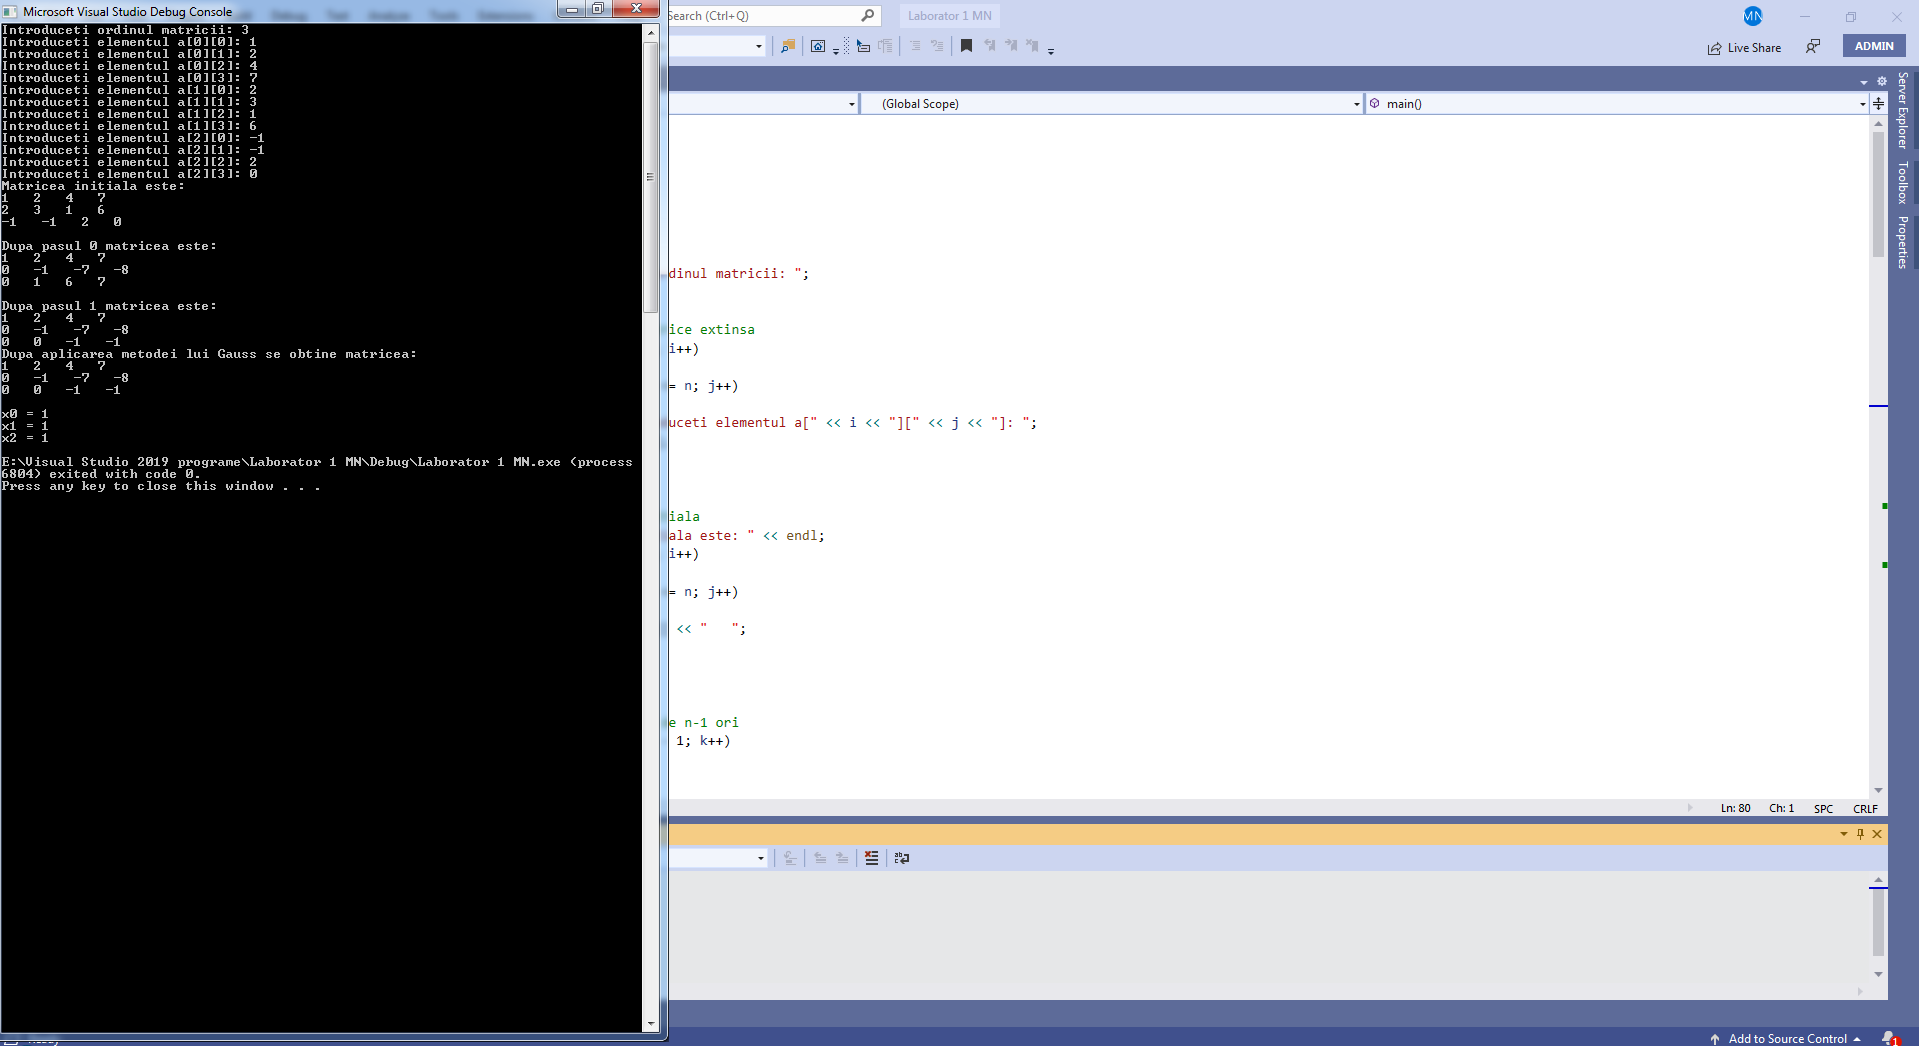 Microsoft Visual Studio Debug Console
Introduceti ordinul matricii: 3
Introduceti elementul a[0][0]: 1
Introduceti elementul a[0][1]: 2
Introduceti elementul a[0][2]: 4
Introduceti elementul a[0][3]: 7
Introduceti elementul a[1][0]: 2
Introduceti elementul a[1][1]: 3
Introduceti elementul a[1][2]: 1
Introduceti elementul a[1][3]: 6
Introduceti elementul a[2][0]: -1
Introduceti elementul a[2][1]: -1
Introduceti elementul a[2][2]: 2
Introduceti elementul a[2][3]: 0
Matricea initiala este:
1   2   4   7
2   3   1   6
-1   -1   2   0
Dupa pasul 0 matricea este:
1   2   4   7
0   -1   -7   -8
0   1   6   7
Dupa pasul 1 matricea este:
1   2   4   7
0   -1   -7   -8
0   0   -1   -1
Dupa aplicarea metodei lui Gauss se obtine matricea:
1   2   4   7
0   -1   -7   -8
0   0   -1   -1
x0 = 1
x1 = 1
x2 = 1
E:\Visual Studio 2019 programe\Laborator 1 MN\Debug\Laborator 1 MN.exe (process
6804) exited with code 0.
Press any key to close this window . . .
Search (Ctrl+Q)
Laborator 1 MN
MN
Live Share
ADMIN
(Global Scope)
main()
dinul matricii: ";
ice extinsa
i++)
= n; j++)
uceti elementul a[" << i << "][" << j << "]: ";
iala
ala este: " << endl;
i++)
= n; j++)
<< "   ";
e n-1 ori
1; k++)
Ln: 80
Ch: 1
SPC
CRLF
Server Explorer
Toolbox
Properties
Add to Source Control
1